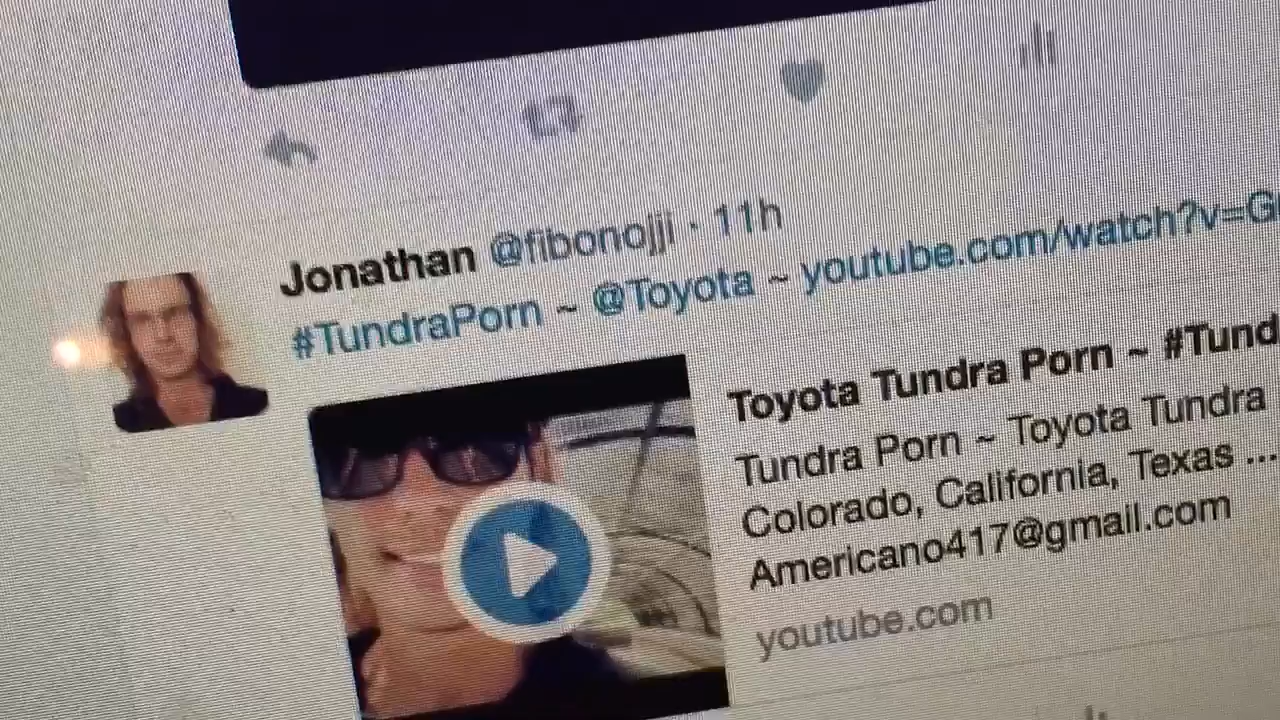 Jonathan @fibonojji · 11h
#TundraPorn ~ @Toyota ~ youtube.com/watch?v=G
Toyota Tundra Porn ~ #Tund
Tundra Porn ~ Toyota Tundra
Colorado, California, Texas ...
Americano417@gmail.com
youtube.com